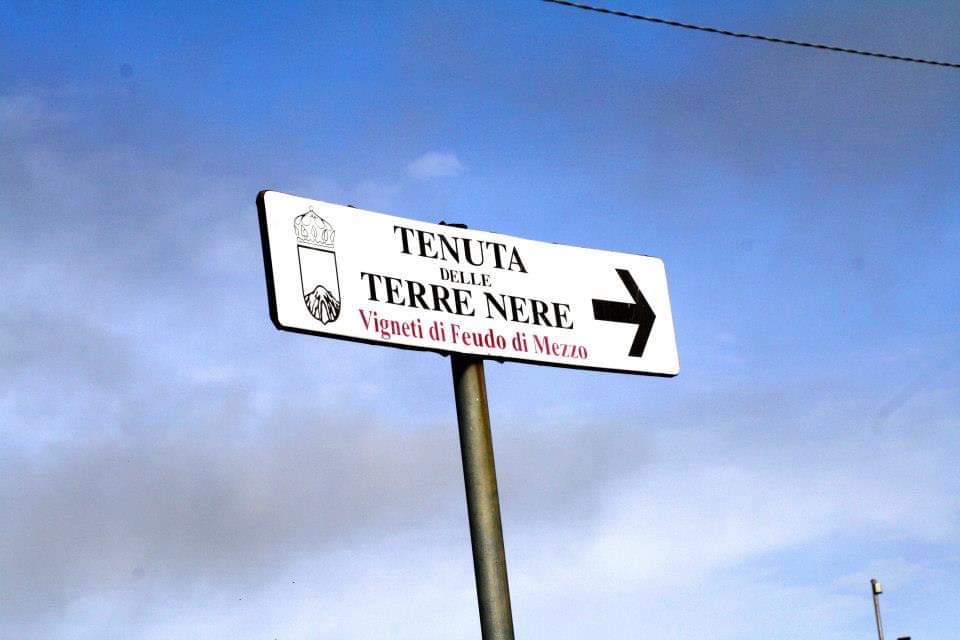 TENUTA
DELLE
TERRE NERE
Vigneti di Feudo di Mezzo